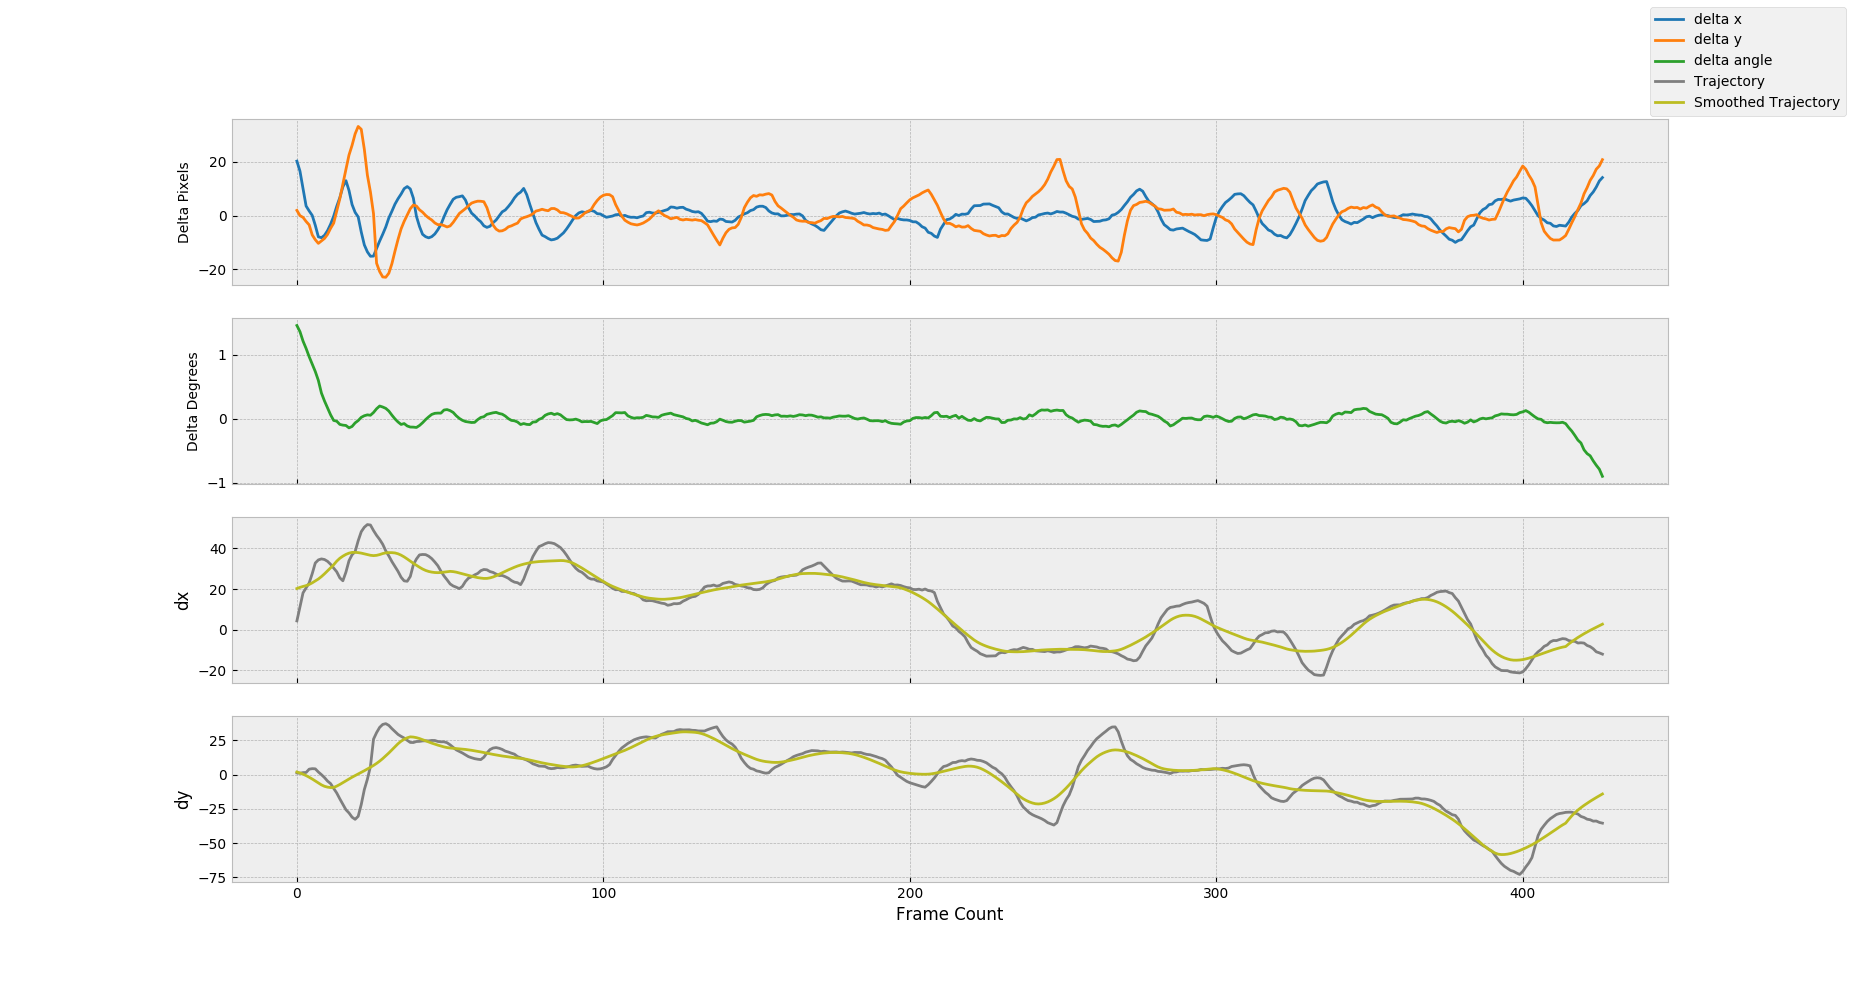 delta x
delta y
delta angle
Trajectory
Smoothed Trajectory
Delta Pixels
20
0
−20
Delta Degrees
1
0
−1
dx
40
20
0
−20
dy
25
0
−25
−50
−75
0 100 200 300 400
Frame Count